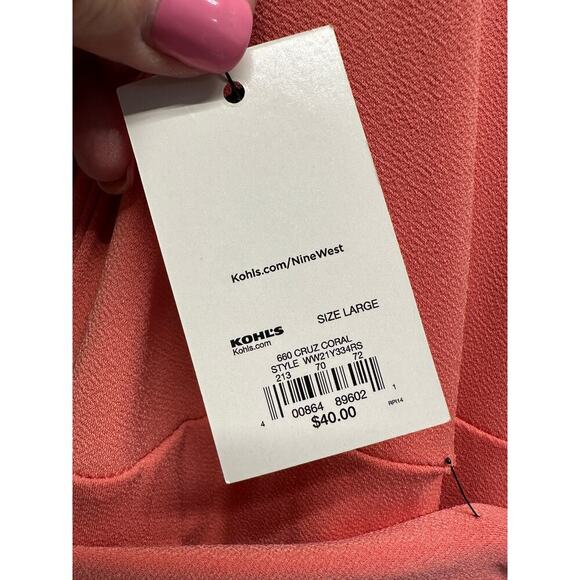 Kohls.com/NineWest
KOHL'S SIZE LARGE
Kohls.com
660 CRUZ CORAL
STYLE WW21Y334RS
213 70 72
4 00864 89602 1
$40.00 RPI14